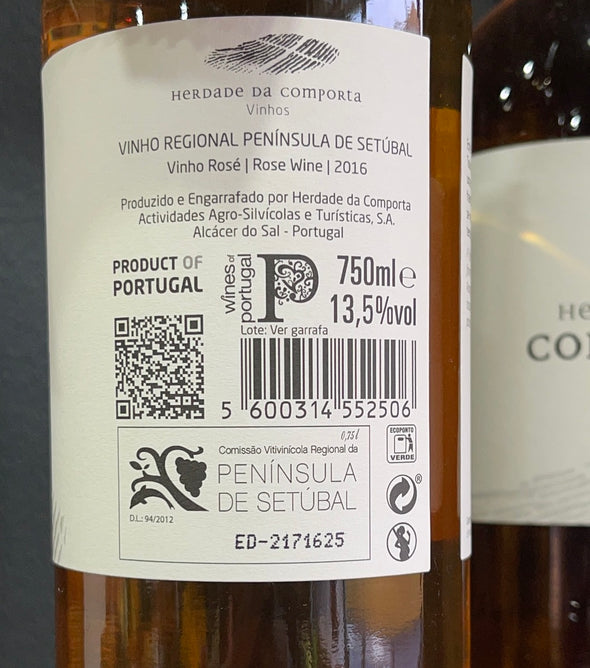 HERDADE DA COMPORTA
Vinhos
VINHO REGIONAL PENÍNSULA DE SETÚBAL
Vinho Rosé | Rose Wine | 2016
Produzido e Engarrafado por Herdade da Comporta
Actividades Agro-Silvícolas e Turísticas, S.A.
Alcácer do Sal - Portugal
PRODUCT OF
PORTUGAL
wines of
portugal
P
750ml e
13,5%vol
Lote: Ver garrafa
5 600314 552506
0,75 l
Comissão Vitivinícola Regional da
PENÍNSULA
DE SETÚBAL
D.L.: 94/2012
ED-2171625
ECOPONTO
VERDE
®
He
CO